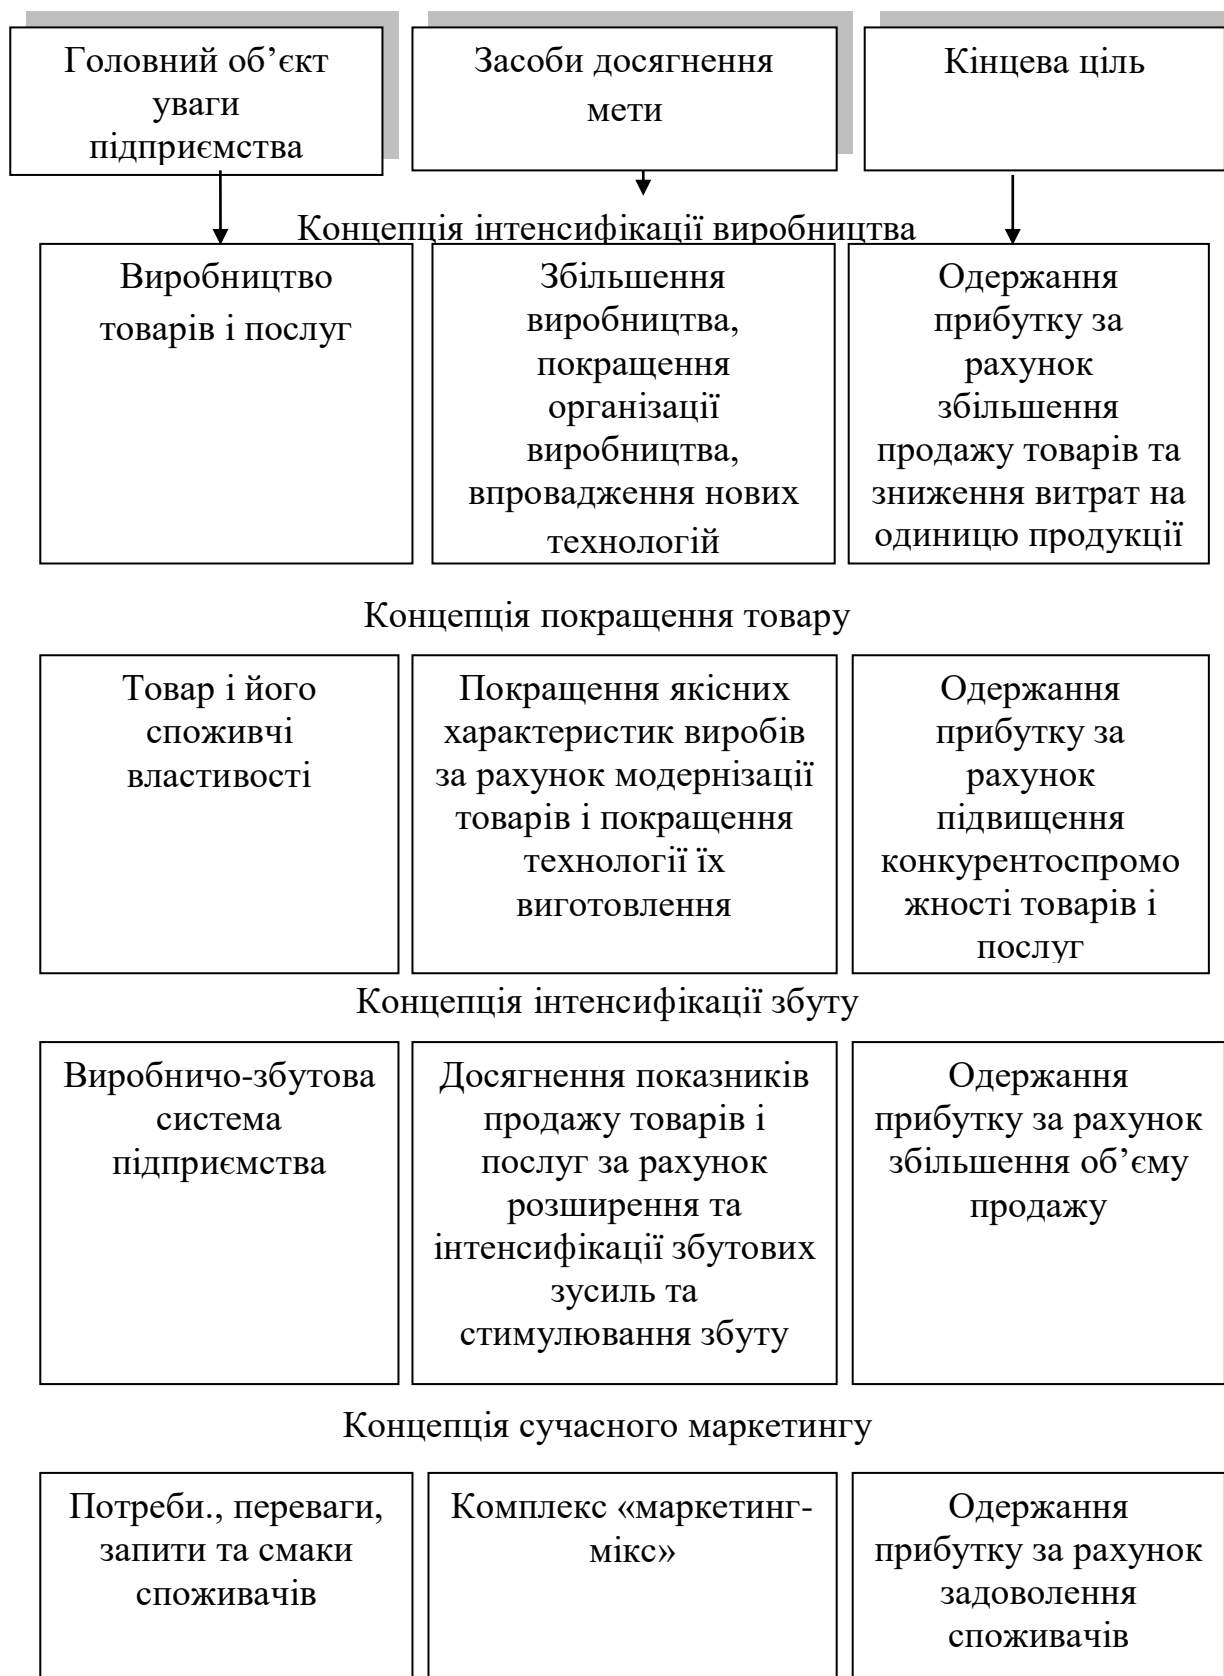 Головний об’єкт
уваги
підприємства
Засоби досягнення
мети
Кінцева ціль
Концепція інтенсифікації виробництва
Виробництво
товарів і послуг
Збільшення
виробництва,
покращення
організації
виробництва,
впровадження нових
технологій
Одержання
прибутку за
рахунок
збільшення
продажу товарів та
зниження витрат на
одиницю продукції
Концепція покращення товару
Товар і його
споживчі
властивості
Покращення якісних
характеристик виробів
за рахунок модернізації
товарів і покращення
технології їх
виготовлення
Одержання
прибутку за
рахунок
підвищення
конкурентоспромо
жності товарів і
послуг
Концепція інтенсифікації збуту
Виробничо-збутова
система
підприємства
Досягнення показників
продажу товарів і
послуг за рахунок
розширення та
інтенсифікації збутових
зусиль та
стимулювання збуту
Одержання
прибутку за рахунок
збільшення об’єму
продажу
Концепція сучасного маркетингу
Потреби., переваги,
запити та смаки
споживачів
Комплекс «маркетинг-
мікс»
Одержання
прибутку за рахунок
задоволення
споживачів